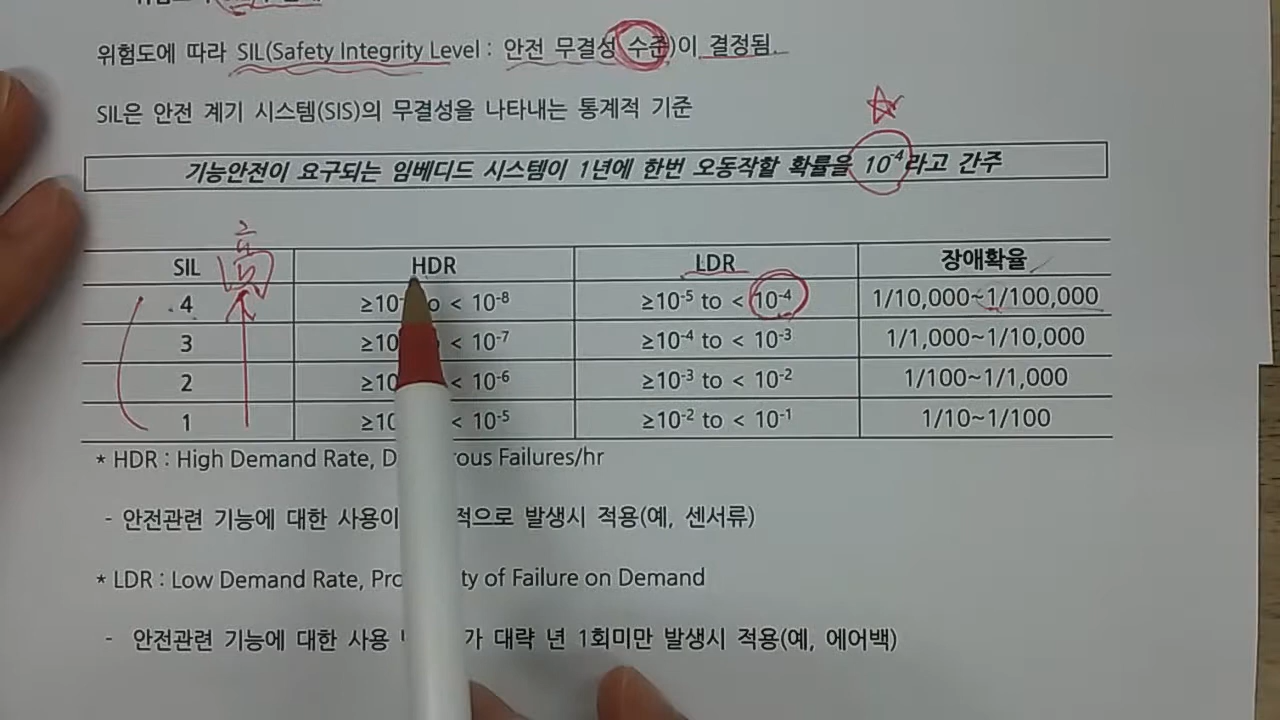 위험도에 따라 SIL(Safety Integrity Level : 안전 무결성 수준)이 결정됨.
SIL은 안전 계기 시스템(SIS)의 무결성을 나타내는 통계적 기준
기능안전이 요구되는 임베디드 시스템이 1년에 한번 오동작할 확률을 10⁻⁴라고 간주
SIL HDR LDR 장애확율
4 ≥10 to < 10⁻⁸ ≥10⁻⁵ to < 10⁻⁴ 1/10,000~1/100,000
3 ≥10 < 10⁻⁷ ≥10⁻⁴ to < 10⁻³ 1/1,000~1/10,000
2 ≥10 < 10⁻⁶ ≥10⁻³ to < 10⁻² 1/100~1/1,000
1 ≥10 < 10⁻⁵ ≥10⁻² to < 10⁻¹ 1/10~1/100
* HDR : High Demand Rate, Failures/hr
- 안전관련 기능에 대한 사용이 발생시 적용(예, 센서류)
* LDR : Low Demand Rate, of Failure on Demand
- 안전관련 기능에 대한 사용 가 대략 년 1회미만 발생시 적용(예, 에어백)